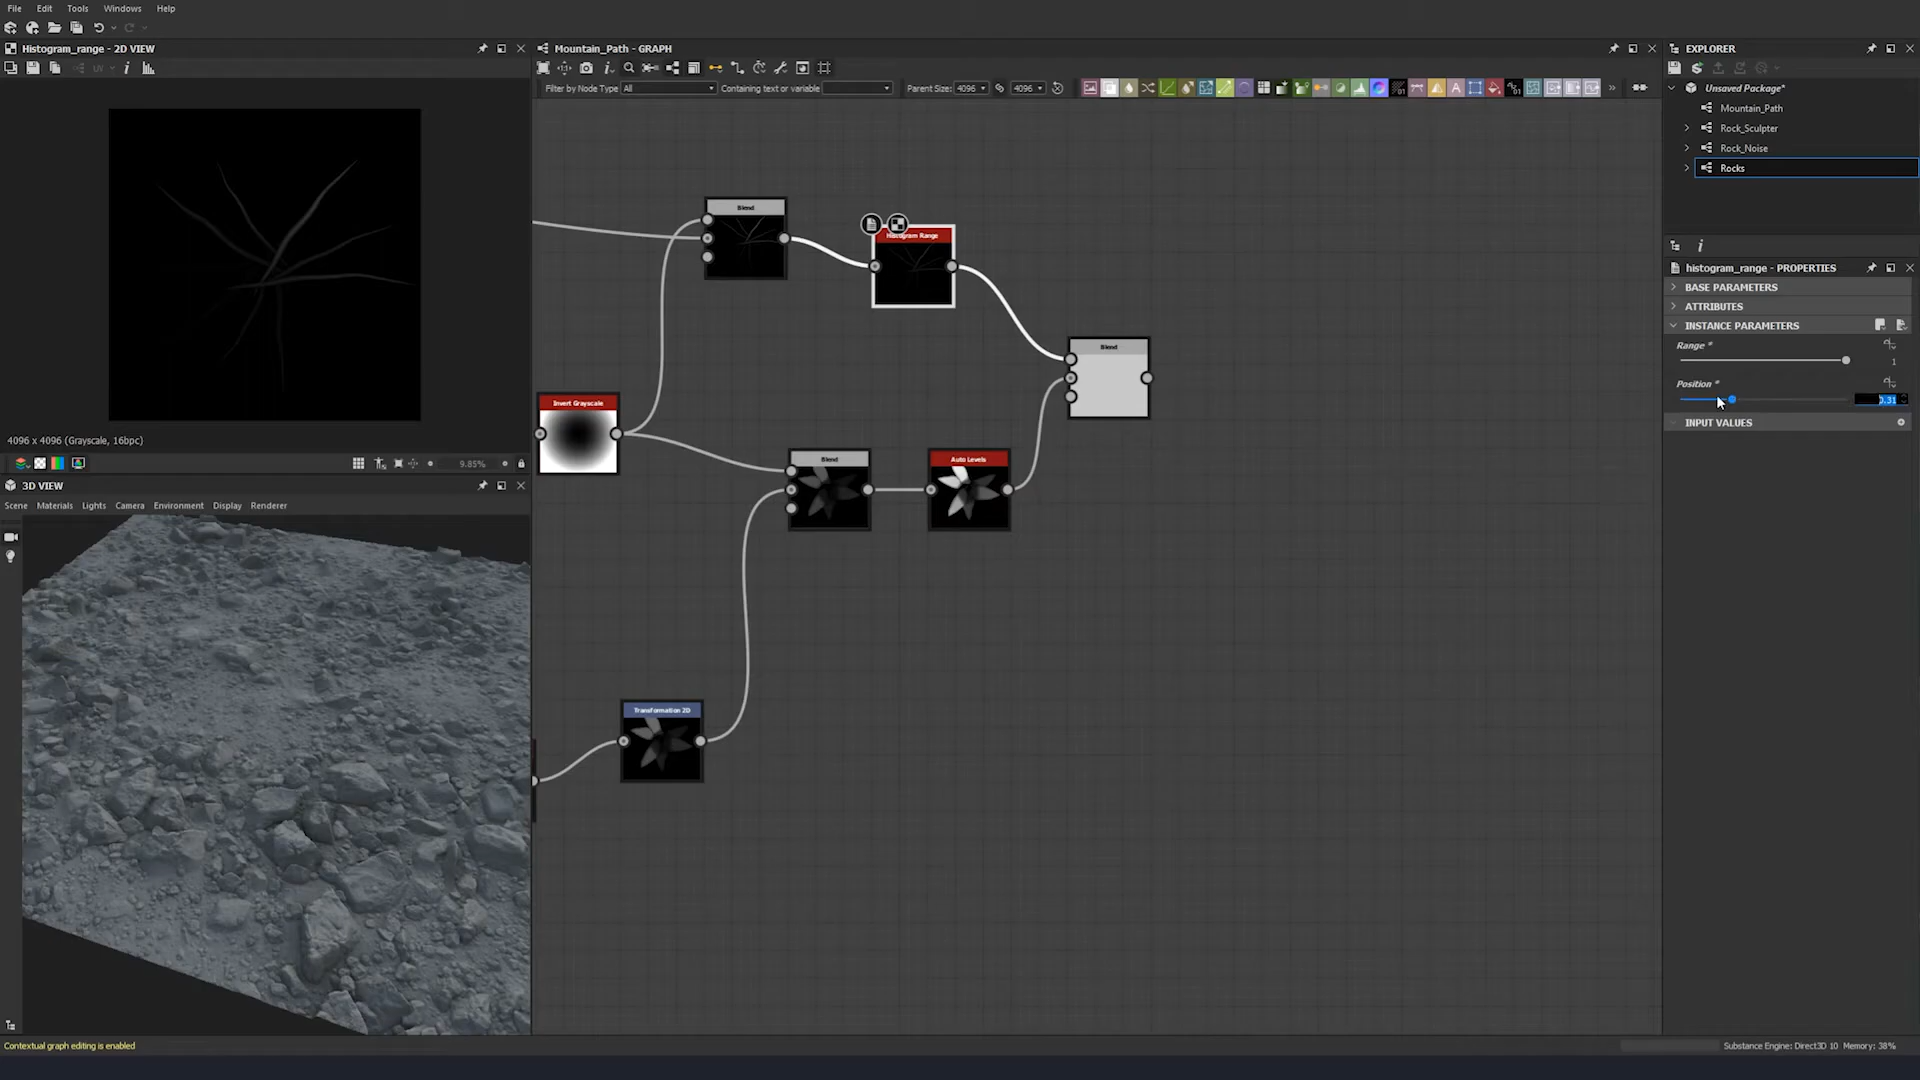 File Edit Tools Windows Help
Histogram_range - 2D VIEW
Mountain_Path - GRAPH
EXPLORER
UV
Filter by Node Type All Containing text or variable Parent Size: 4096 4096
Unsaved Package*
Mountain_Path
Rock_Sculpter
Rock_Noise
Rocks
Blend
Histogram Range
histogram_range - PROPERTIES
BASE PARAMETERS
ATTRIBUTES
INSTANCE PARAMETERS
Range *
1
Position *
0.31
INPUT VALUES
Blend
Invert Grayscale
4096 x 4096 (Grayscale, 16bpc)
9.85%
Blend
Auto Levels
3D VIEW
Scene Materials Lights Camera Environment Display Renderer
Transformation 2D
Contextual graph editing is enabled
Substance Engine: Direct3D 10 Memory: 38%